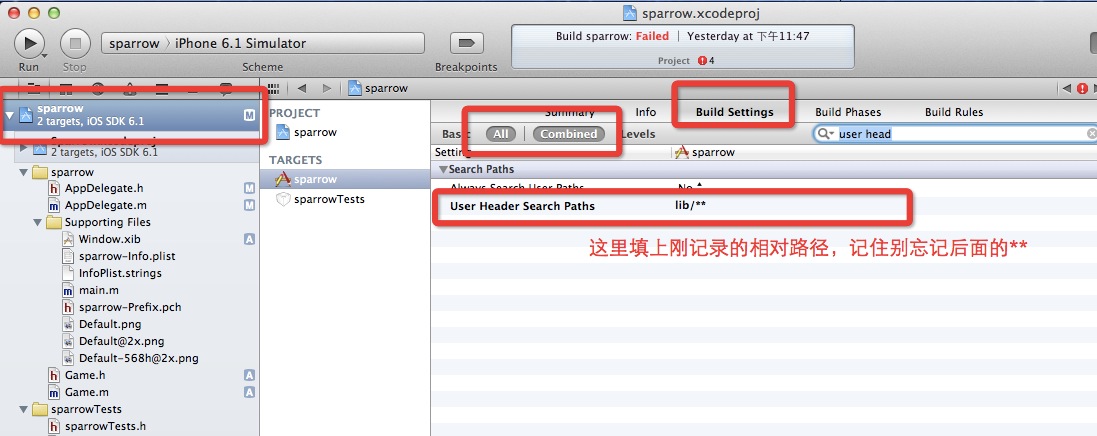 sparrow.xcodeproj
sparrow
iPhone 6.1 Simulator
Build sparrow: Failed
Yesterday at 下午11:47
Project
4
Run
Stop
Scheme
Breakpoints
sparrow
sparrow
2 targets, iOS SDK 6.1
M
2 targets, iOS SDK 6.1
sparrow
AppDelegate.h
M
AppDelegate.m
M
Supporting Files
Window.xib
A
sparrow-Info.plist
InfoPlist.strings
main.m
sparrow-Prefix.pch
Default.png
Default@2x.png
Default-568h@2x.png
Game.h
A
Game.m
A
sparrowTests
sparrowTests.h
PROJECT
sparrow
TARGETS
sparrow
sparrowTests
Summary
Info
Build Settings
Build Phases
Build Rules
Basic
All
Combined
Levels
user head
Setting
sparrow
Search Paths
Always Search User Paths
No
User Header Search Paths
lib/**
这里填上刚记录的相对路径，记住别忘记后面的**